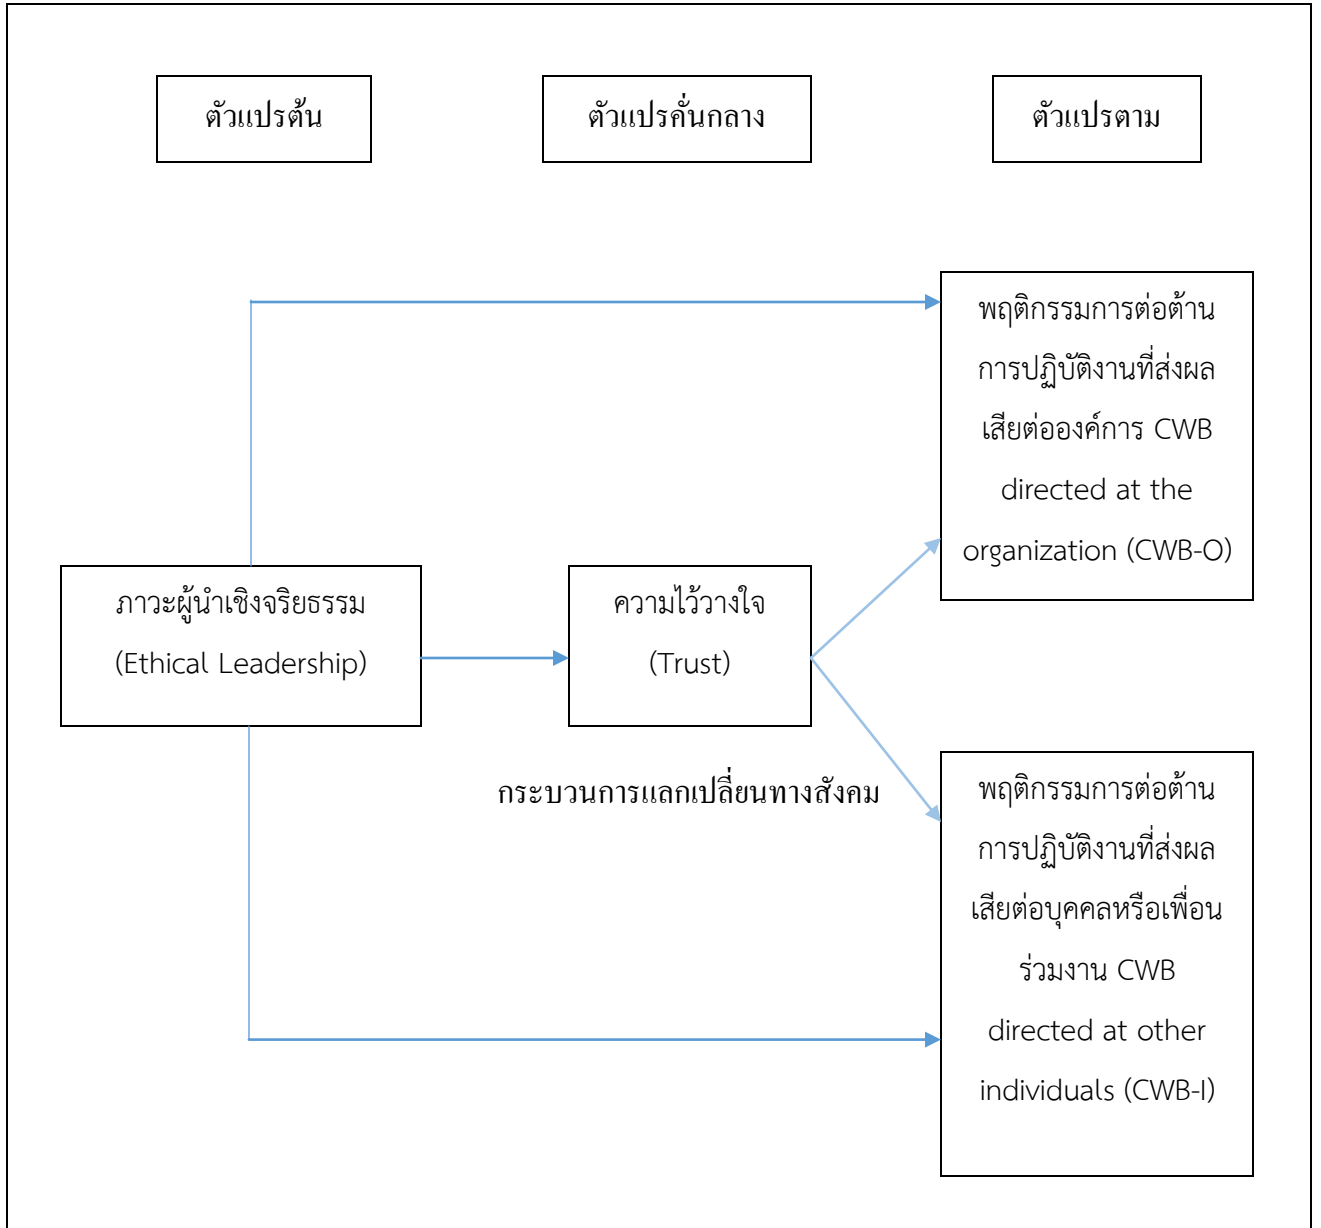 ตัวแปรต้น
ตัวแปรคั่นกลาง
ตัวแปรตาม
พฤติกรรมการต่อต้าน
การปฏิบัติงานที่ส่งผล
เสียต่อองค์การ CWB
directed at the
organization (CWB-O)
ภาวะผู้นำเชิงจริยธรรม
(Ethical Leadership)
ความไว้วางใจ
(Trust)
กระบวนการแลกเปลี่ยนทางสังคม
พฤติกรรมการต่อต้าน
การปฏิบัติงานที่ส่งผล
เสียต่อบุคคลหรือเพื่อน
ร่วมงาน CWB
directed at other
individuals (CWB-I)